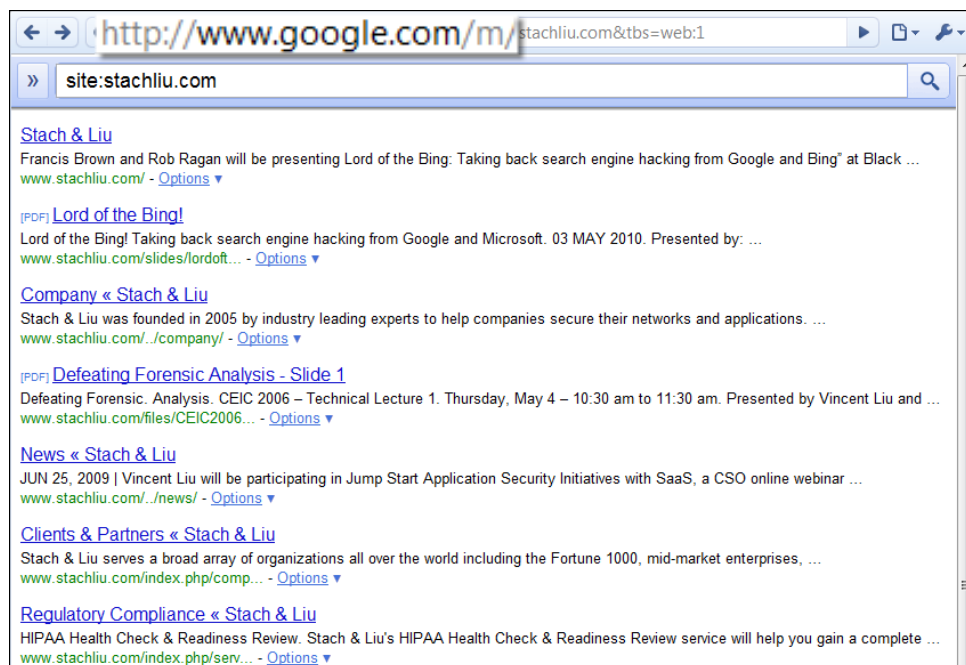 http://www.google.com/m/stachliu.com&tbs=web:1
» site:stachliu.com
Stach & Liu
Francis Brown and Rob Ragan will be presenting Lord of the Bing: Taking back search engine hacking from Google and Bing” at Black ...
www.stachliu.com/ - Options ▼
[PDF] Lord of the Bing!
Lord of the Bing! Taking back search engine hacking from Google and Microsoft. 03 MAY 2010. Presented by: ...
www.stachliu.com/slides/lordoft... - Options ▼
Company « Stach & Liu
Stach & Liu was founded in 2005 by industry leading experts to help companies secure their networks and applications. ...
www.stachliu.com/../company/ - Options ▼
[PDF] Defeating Forensic Analysis - Slide 1
Defeating Forensic. Analysis. CEIC 2006 – Technical Lecture 1. Thursday, May 4 – 10:30 am to 11:30 am. Presented by Vincent Liu and ...
www.stachliu.com/files/CEIC2006... - Options ▼
News « Stach & Liu
JUN 25, 2009 | Vincent Liu will be participating in Jump Start Application Security Initiatives with SaaS, a CSO online webinar ...
www.stachliu.com/../news/ - Options ▼
Clients & Partners « Stach & Liu
Stach & Liu serves a broad array of organizations all over the world including the Fortune 1000, mid-market enterprises, ...
www.stachliu.com/index.php/comp... - Options ▼
Regulatory Compliance « Stach & Liu
HIPAA Health Check & Readiness Review. Stach & Liu's HIPAA Health Check & Readiness Review service will help you gain a complete ...
www.stachliu.com/index.php/serv... - Options ▼